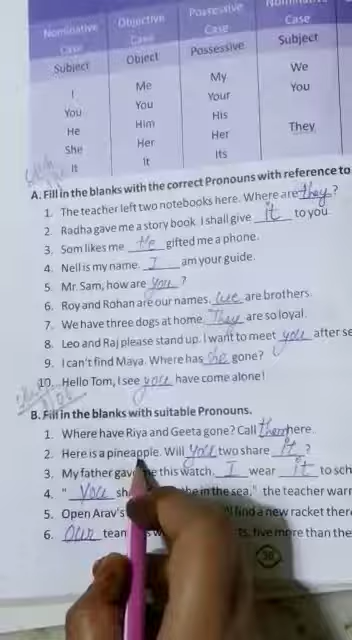 Nominative Case Objective Case Possessive Case Nominative Case
Subject Object Possessive Subject
I Me My We
You You Your You
He Him His They
She Her Her
It It Its
A. Fill in the blanks with the correct Pronouns with reference to
1. The teacher left two notebooks here. Where are they?
2. Radha gave me a story book. I shall give it to you.
3. Som likes me. He gifted me a phone.
4. Nell is my name. I am your guide.
5. Mr. Sam, how are you?
6. Roy and Rohan are our names. We are brothers.
7. We have three dogs at home. They are so loyal.
8. Leo and Raj please stand up. I want to meet you after
9. I can't find Maya. Where has she gone?
10. Hello Tom, I see you have come alone!
B. Fill in the blanks with suitable Pronouns.
1. Where have Riya and Geeta gone? Call them here.
2. Here is a pineapple. Will you two share it?
3. My father gave me this watch. I wear it to
4. "You in the sea," the teacher
5. Open Arav's find a new racket
6. Our five more than the